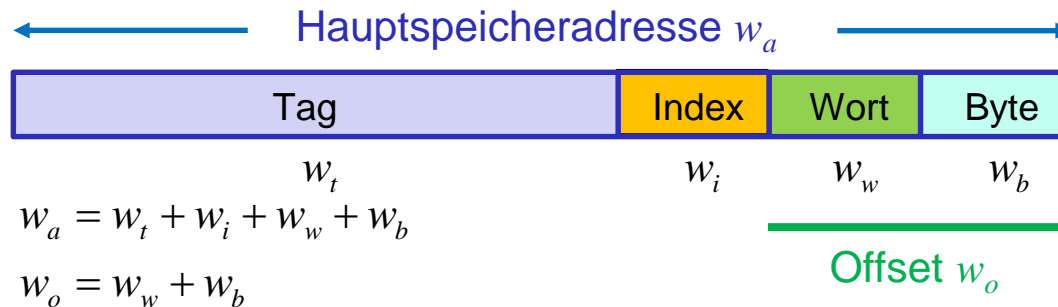 Hauptspeicheradresse w_a
Tag Index Wort Byte
w_t w_i w_w w_b
w_a = w_t + w_i + w_w + w_b
w_o = w_w + w_b
Offset w_o